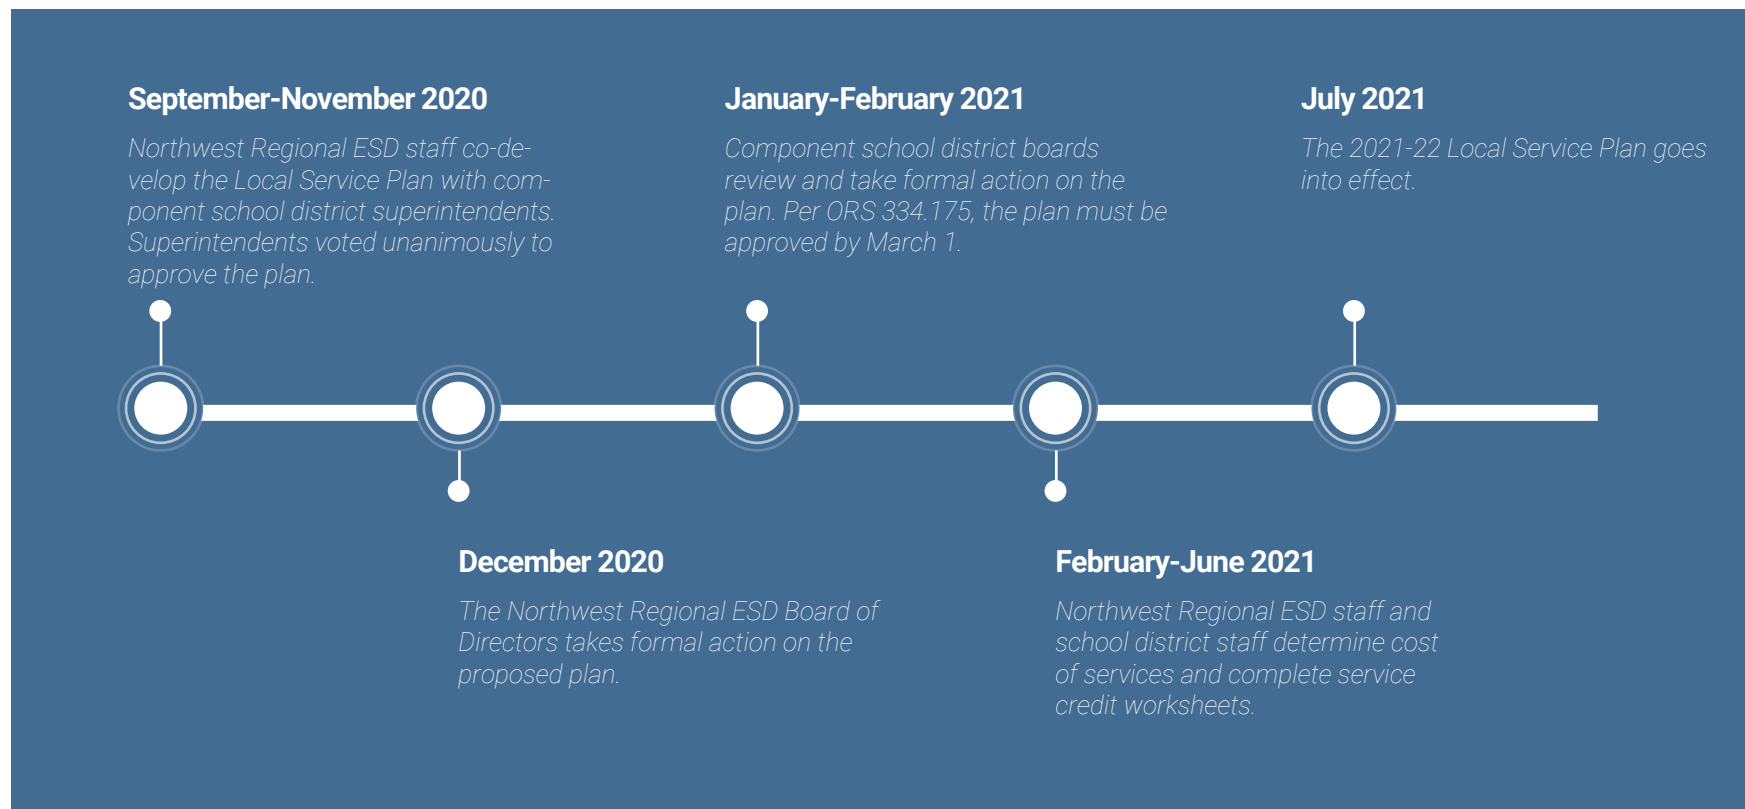 September-November 2020
Northwest Regional ESD staff co-de-
velop the Local Service Plan with com-
ponent school district superintendents.
Superintendents voted unanimously to
approve the plan.
December 2020
The Northwest Regional ESD Board of
Directors takes formal action on the
proposed plan.
January-February 2021
Component school district boards
review and take formal action on the
plan. Per ORS 334.175, the plan must be
approved by March 1.
February-June 2021
Northwest Regional ESD staff and
school district staff determine cost
of services and complete service
credit worksheets.
July 2021
The 2021-22 Local Service Plan goes
into effect.